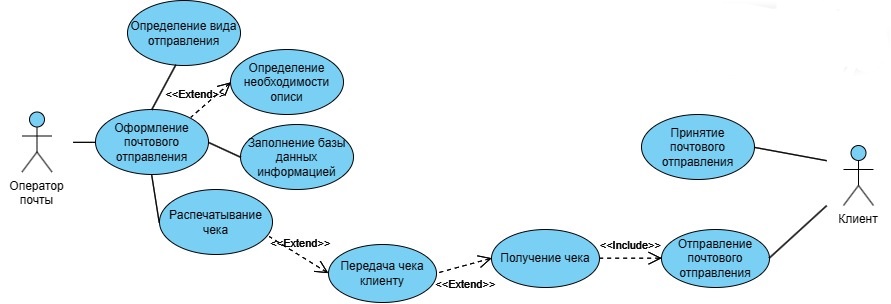 Определение вида
отправления
Определение
необходимости
описи
<<Extend>>
Оформление
почтового
отправления
Заполнение базы
данных
информацией
Оператор
почты
Распечатывание
чека
<<Extend>>
Передача чека
клиенту
<<Extend>>
Получение чека
<<Include>>
Отправление
почтового
отправления
Принятие
почтового
отправления
Клиент